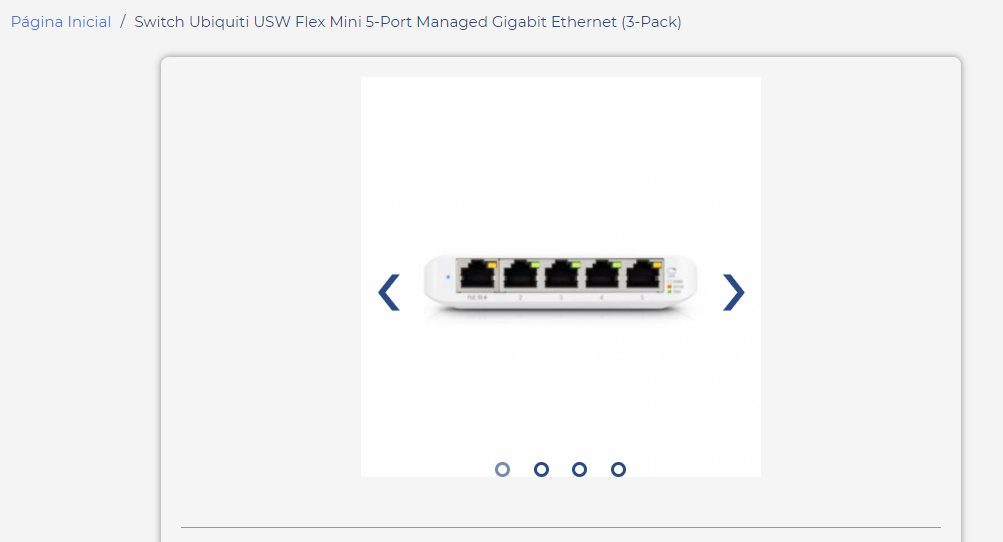 Página Inicial / Switch Ubiquiti USW Flex Mini 5-Port Managed Gigabit Ethernet (3-Pack)
2 3 4 5